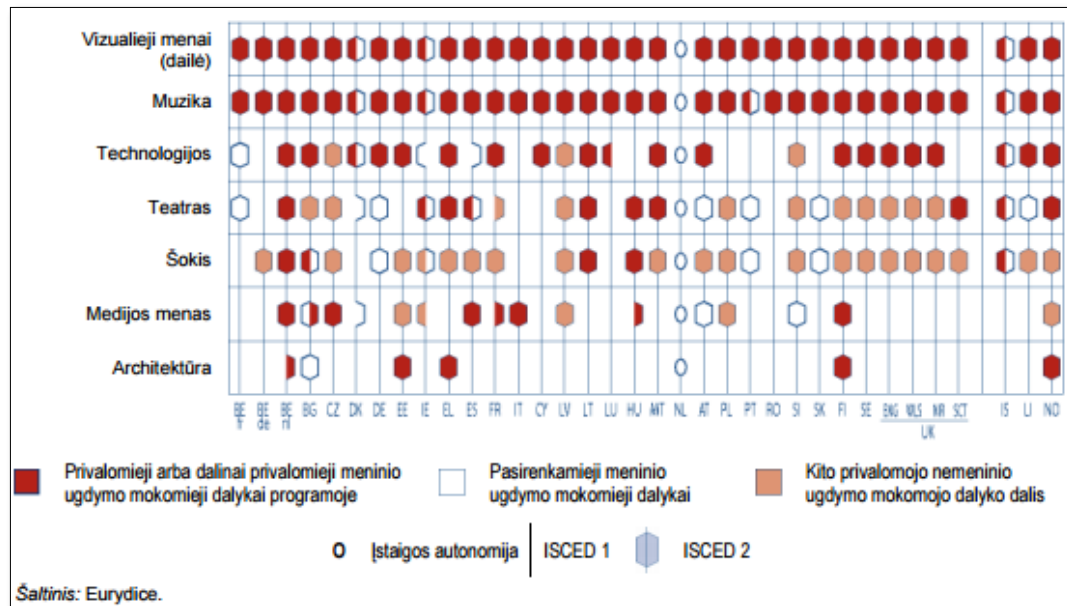 Vizualieji menai
(dailė)
Muzika
Technologijos
Teatras
Šokis
Medijos menas
Architektūra
BE fr BE de BE nl BG CZ DK DE EE IE EL ES FR IT CY LV LT LU HU MT NL AT PL PT RO SI SK FI SE ENG WLS NIR SCT IS LI NO
UK
Privalomieji arba dalinai privalomieji meninio
ugdymo mokomieji dalykai programoje
Pasirenkamieji meninio
ugdymo mokomieji dalykai
Kito privalomojo nemeninio
ugdymo mokomojo dalyko dalis
O Įstaigos autonomija ISCED 1 ISCED 2
Šaltinis: Eurydice.